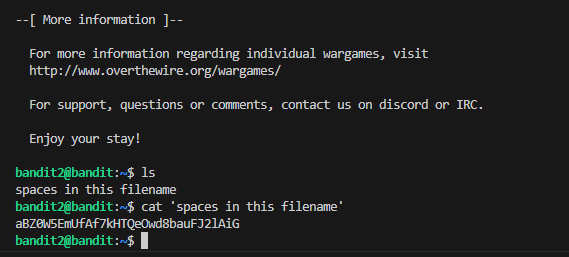 --[ More information ]--
For more information regarding individual wargames, visit
http://www.overthewire.org/wargames/
For support, questions or comments, contact us on discord or IRC.
Enjoy your stay!
bandit2@bandit:~$ ls
spaces in this filename
bandit2@bandit:~$ cat 'spaces in this filename'
aBZ0W5EmUfAf7kHTQeOwd8bauFJ2lAiG
bandit2@bandit:~$